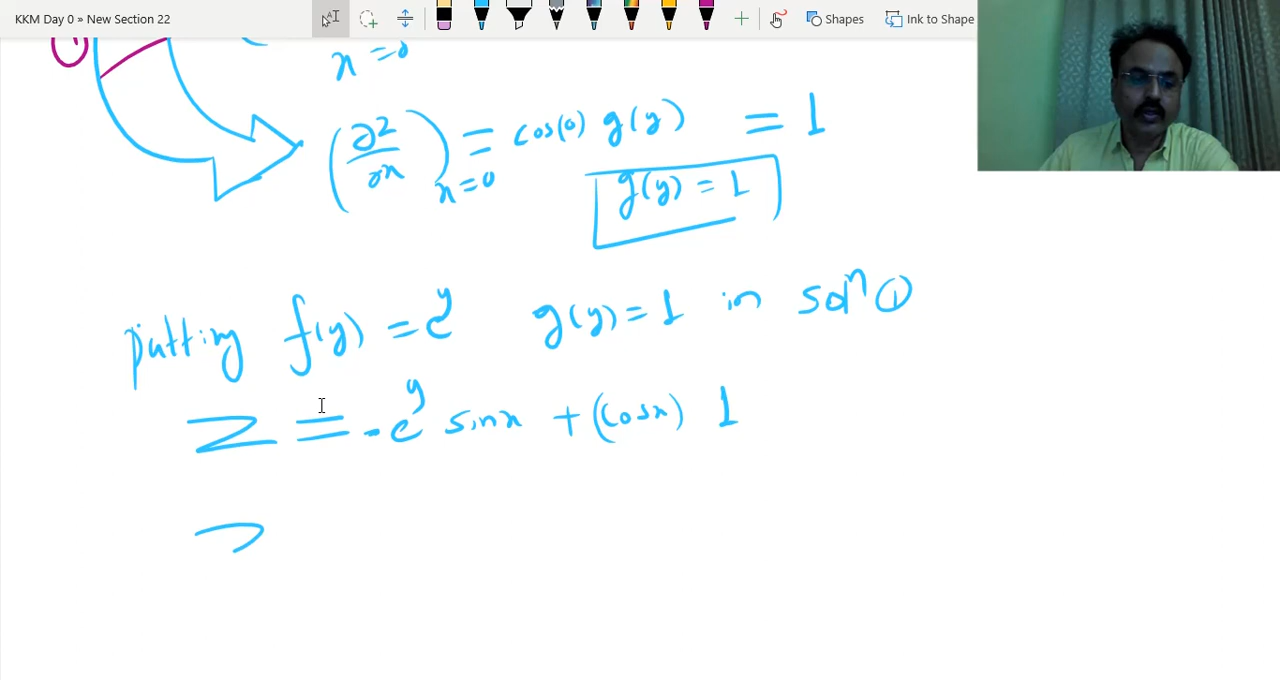 KKM Day 0 » New Section 22
Shapes
Ink to Shape
x = 0
(∂z/∂x)x=0 = cos(0) g(y) = 1
g(y) = 1
putting f(y) = e^y g(y) = 1 in solⁿ ①
Z = -e^y sinx + (cosx) 1